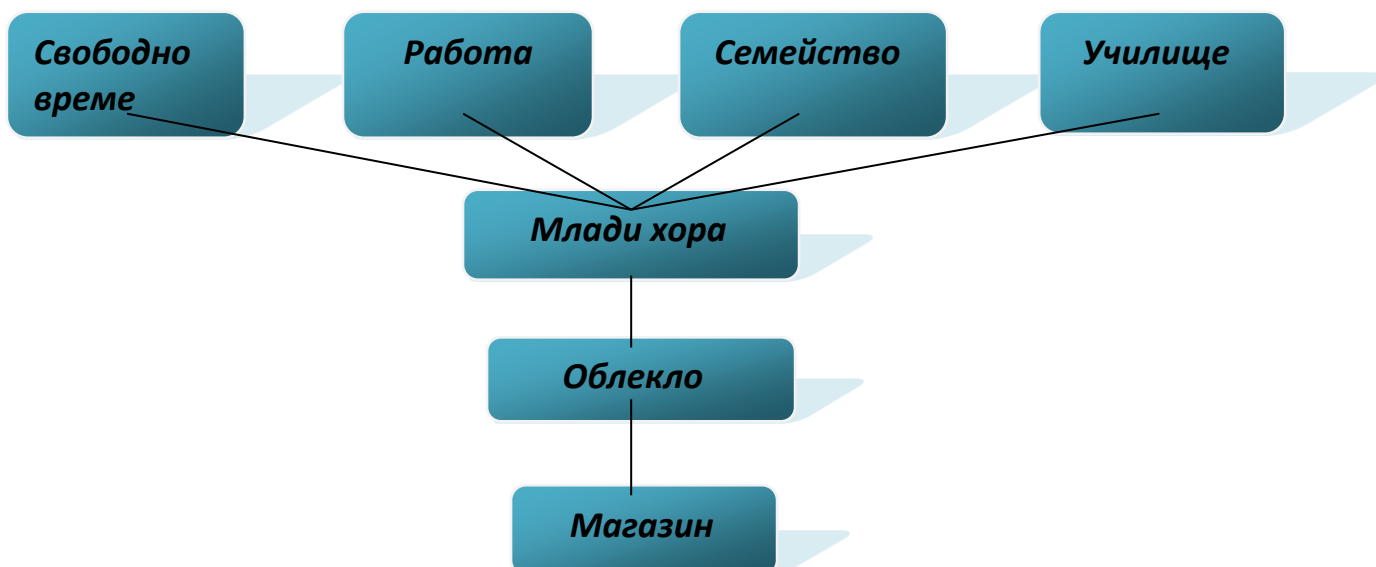 Свободно
време
Работа
Семейство
Училище
Млади хора
Облекло
Магазин